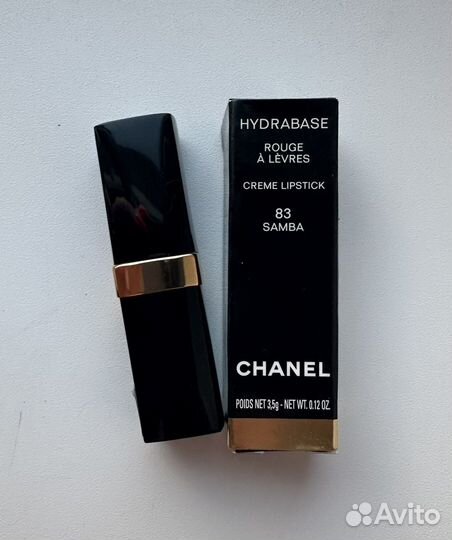 HYDRABASE
ROUGE
À LÈVRES
CREME LIPSTICK
83
SAMBA
CHANEL
POIDS NET 3,5g - NET WT. 0.12 OZ.
Avito